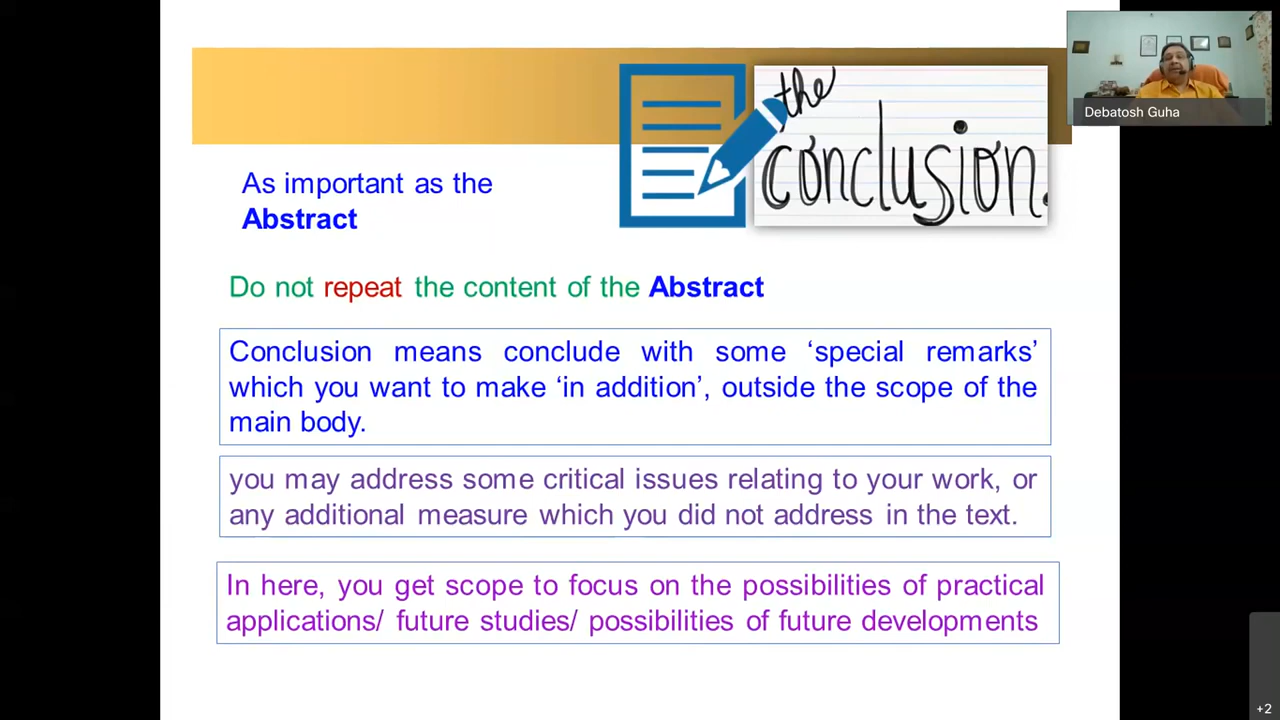 the
conclusion.
Debatosh Guha
As important as the
Abstract
Do not repeat the content of the Abstract
Conclusion means conclude with some ‘special remarks’
which you want to make ‘in addition’, outside the scope of the
main body.
you may address some critical issues relating to your work, or
any additional measure which you did not address in the text.
In here, you get scope to focus on the possibilities of practical
applications/ future studies/ possibilities of future developments
+2